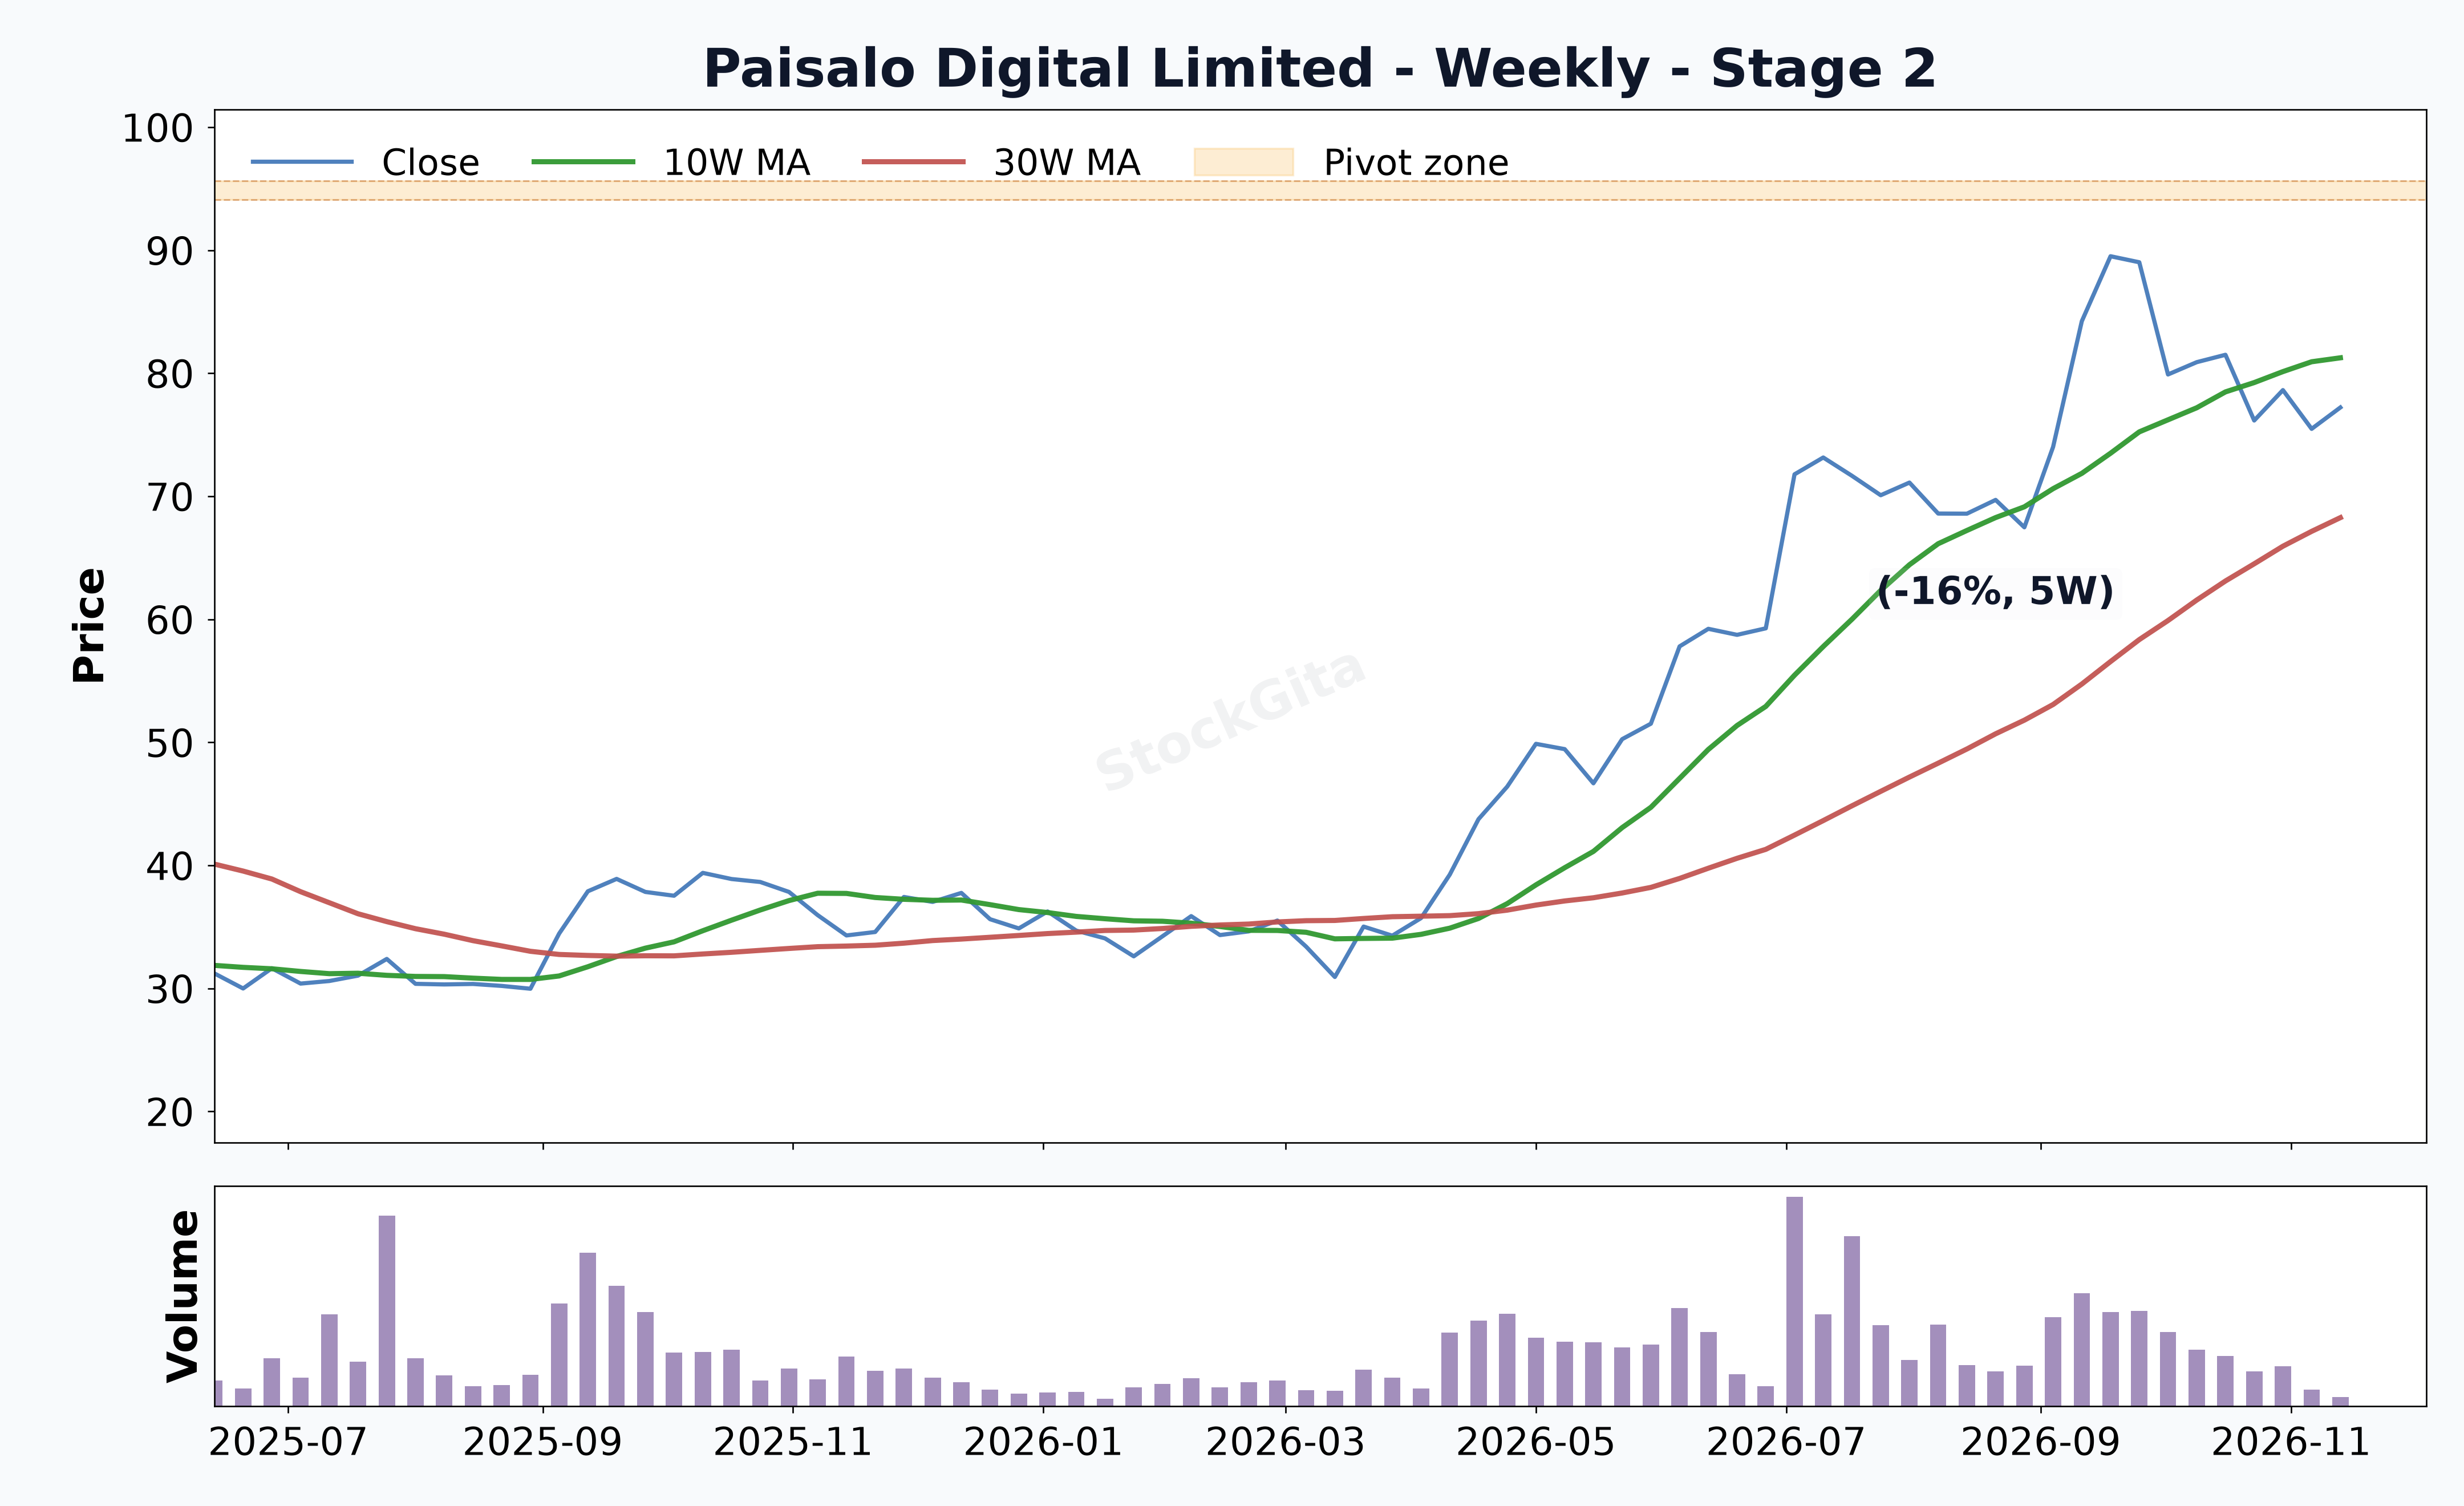 Paisalo Digital Limited - Weekly - Stage 2
Close 10W MA 30W MA Pivot zone
100
90
80
70
60
50
40
30
20
Price
(-16%, 5W)
StockGita
Volume
2025-07 2025-09 2025-11 2026-01 2026-03 2026-05 2026-07 2026-09 2026-11